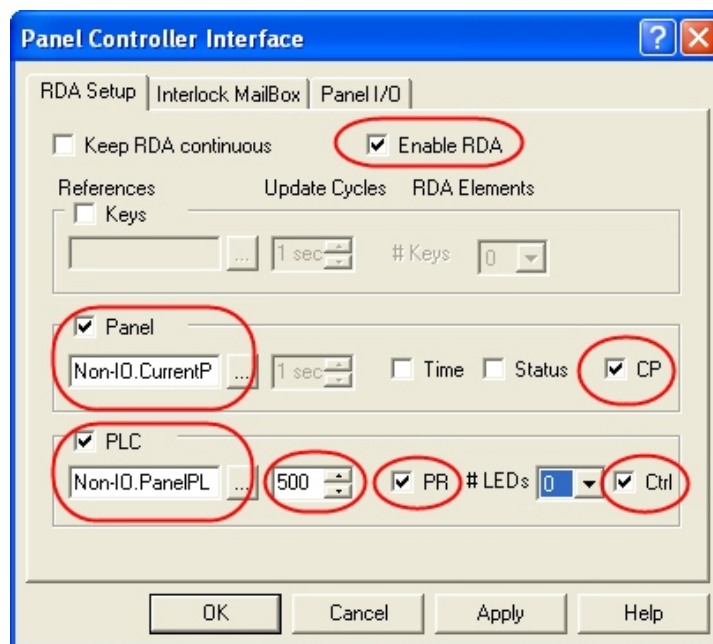 Panel Controller Interface
RDA Setup Interlock MailBox Panel I/O
Keep RDA continuous Enable RDA
References Update Cycles RDA Elements
Keys
... 1 sec # Keys 0
Panel
Non-IO.CurrentP ... 1 sec Time Status CP
PLC
Non-IO.PanelPL ... 500 PR # LEDs 0 Ctrl
OK Cancel Apply Help